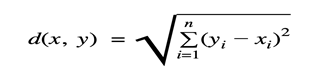 d(x, y) = √(∑_{i=1}^{n} (y_i − x_i)²)